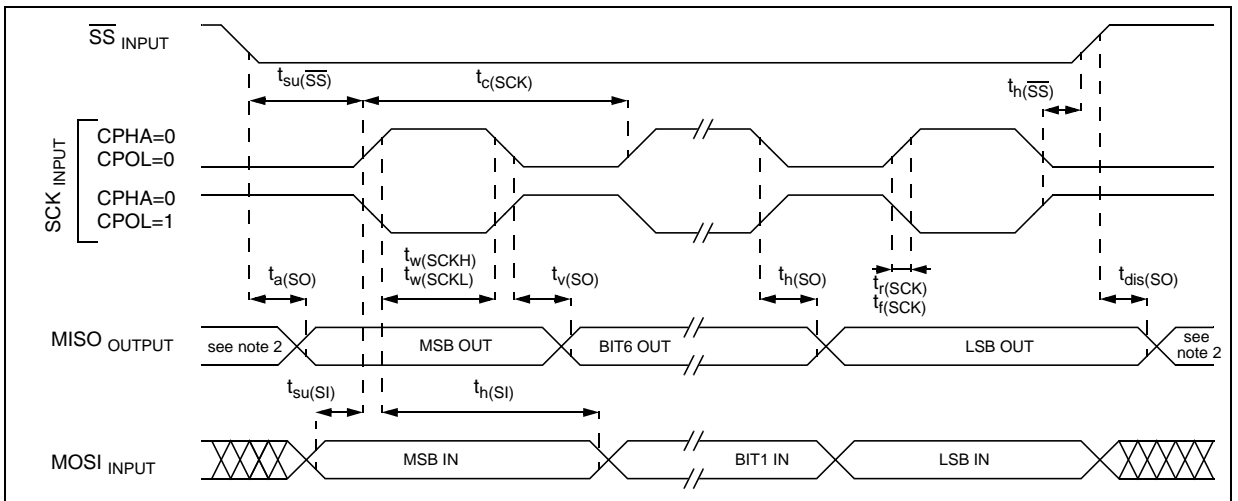 SS INPUT
tsu(SS)
tc(SCK)
th(SS)
SCK INPUT
CPHA=0
CPOL=0
CPHA=0
CPOL=1
ta(SO)
tw(SCKH)
tw(SCKL)
tv(SO)
th(SO)
tr(SCK)
tf(SCK)
tdis(SO)
MISO OUTPUT
see note 2
MSB OUT
BIT6 OUT
LSB OUT
see
note 2
tsu(SI)
th(SI)
MOSI INPUT
MSB IN
BIT1 IN
LSB IN